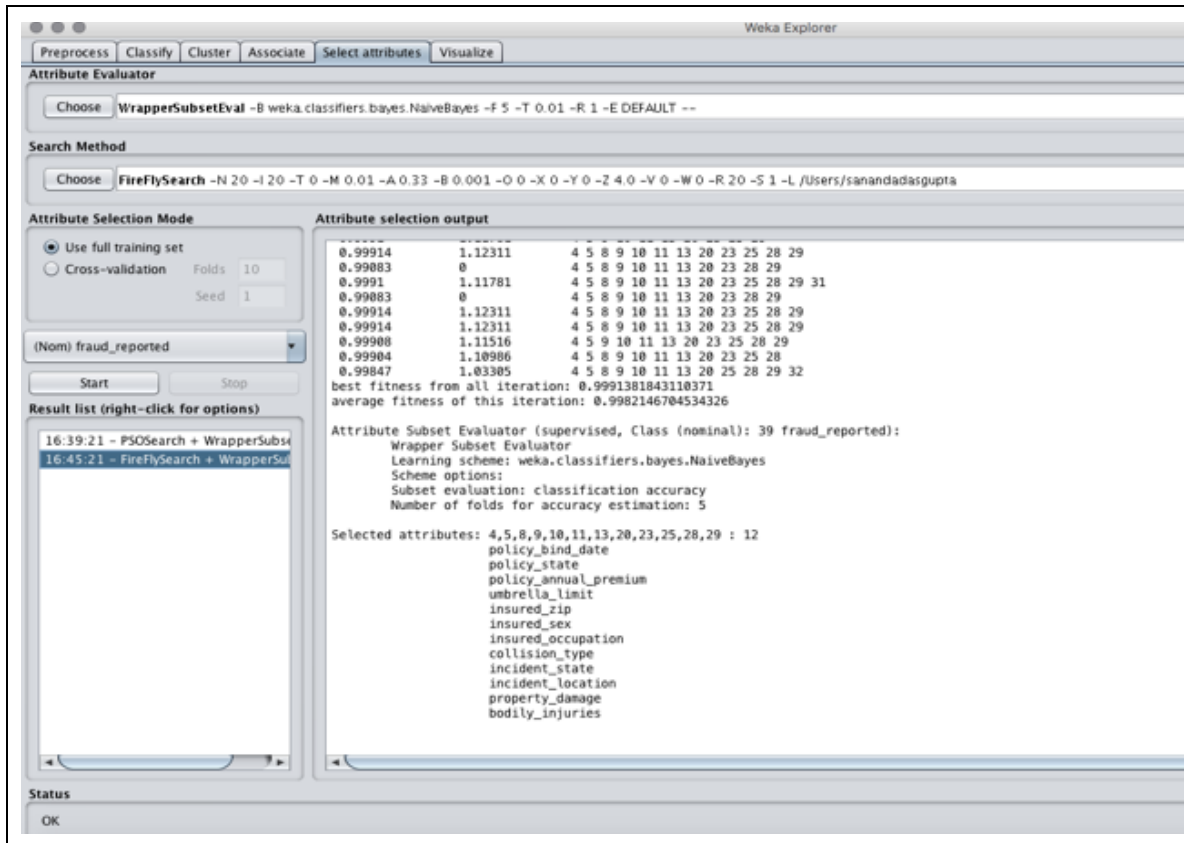 Weka Explorer
Preprocess Classify Cluster Associate Select attributes Visualize
Attribute Evaluator
Choose WrapperSubsetEval -B weka.classifiers.bayes.NaiveBayes -F 5 -T 0.01 -R 1 -E DEFAULT --
Search Method
Choose FireFlySearch -N 20 -I 20 -T 0 -M 0.01 -A 0.33 -B 0.001 -O 0 -X 0 -Y 0 -Z 4.0 -V 0 -W 0 -R 20 -S 1 -L /Users/sanandadasgupta
Attribute Selection Mode
Use full training set
Cross-validation Folds 10
Seed 1
(Nom) fraud_reported
Start Stop
Result list (right-click for options)
16:39:21 - PSOSearch + WrapperSubse
16:45:21 - FireFlySearch + WrapperSul
Attribute selection output
0.99914 1.12311 4 5 8 9 10 11 13 20 23 25 28 29
0.99083 0 4 5 8 9 10 11 13 20 23 28 29
0.9991 1.11781 4 5 8 9 10 11 13 20 23 25 28 29 31
0.99083 0 4 5 8 9 10 11 13 20 23 28 29
0.99914 1.12311 4 5 8 9 10 11 13 20 23 25 28 29
0.99914 1.12311 4 5 8 9 10 11 13 20 23 25 28 29
0.99908 1.11516 4 5 9 10 11 13 20 23 25 28 29
0.99904 1.10986 4 5 8 9 10 11 13 20 23 25 28
0.99847 1.03305 4 5 8 9 10 11 13 20 25 28 29 32
best fitness from all iteration: 0.9991381843110371
average fitness of this iteration: 0.9982146704534326
Attribute Subset Evaluator (supervised, Class (nominal): 39 fraud_reported):
Wrapper Subset Evaluator
Learning scheme: weka.classifiers.bayes.NaiveBayes
Scheme options:
Subset evaluation: classification accuracy
Number of folds for accuracy estimation: 5
Selected attributes: 4,5,8,9,10,11,13,20,23,25,28,29 : 12
policy_bind_date
policy_state
policy_annual_premium
umbrella_limit
insured_zip
insured_sex
insured_occupation
collision_type
incident_state
incident_location
property_damage
bodily_injuries
Status
OK